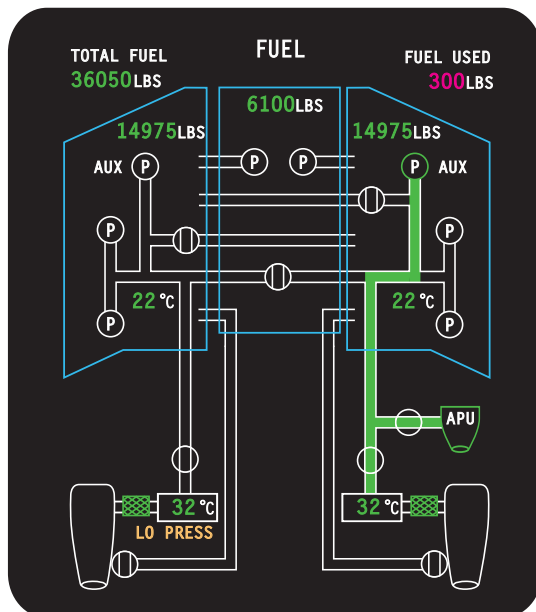 FUEL
TOTAL FUEL
36050LBS
FUEL USED
300LBS
6100LBS
14975LBS
14975LBS
P
P
AUX P
P AUX
P
P
22°C
22°C
P
P
APU
32°C
32°C
LO PRESS